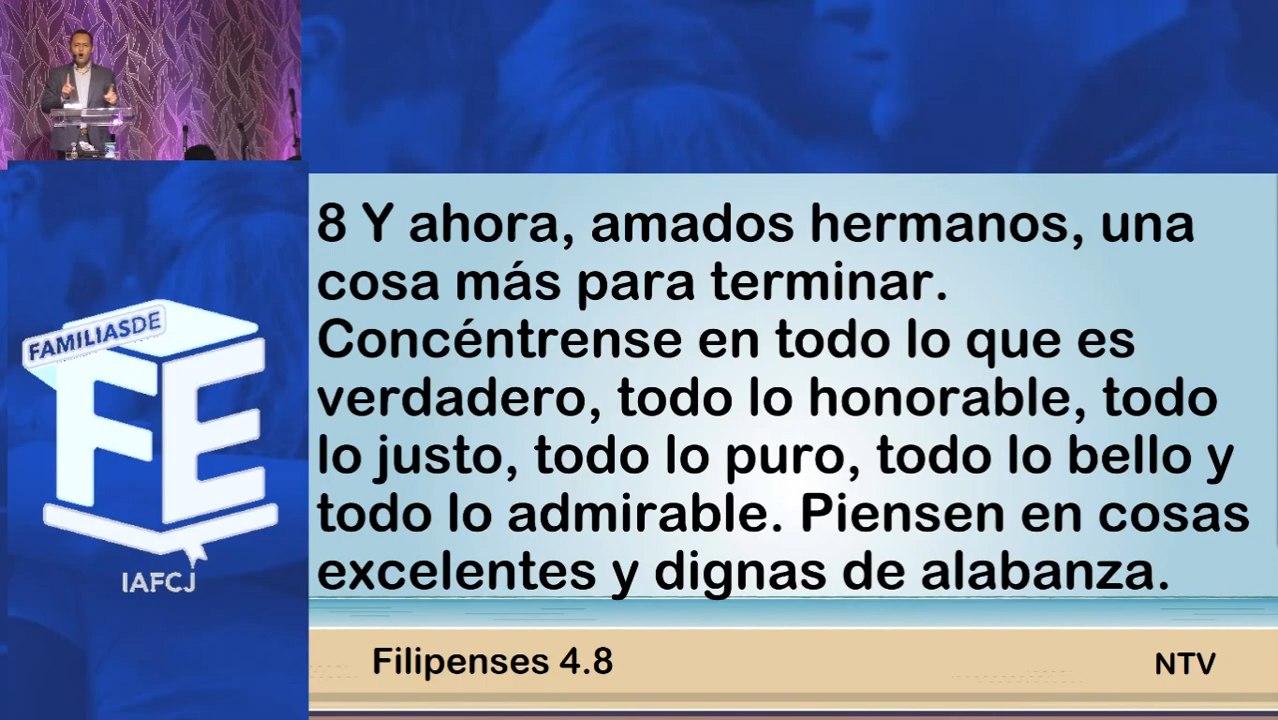 FAMILIAS DE
FE
IAFCJ
8 Y ahora, amados hermanos, una
cosa más para terminar.
Concéntrense en todo lo que es
verdadero, todo lo honorable, todo
lo justo, todo lo puro, todo lo bello y
todo lo admirable. Piensen en cosas
excelentes y dignas de alabanza.
Filipenses 4.8
NTV